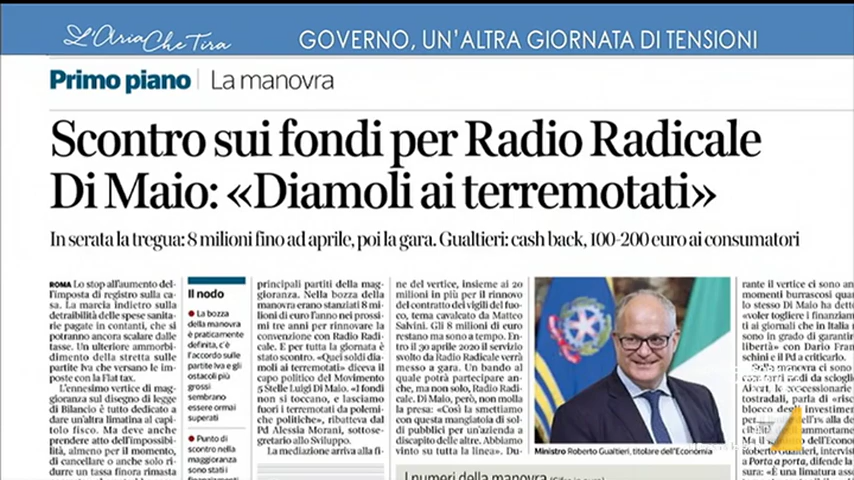 L'Aria Che Tira
GOVERNO, UN'ALTRA GIORNATA DI TENSIONI
Primo piano | La manovra
Scontro sui fondi per Radio Radicale
Di Maio: «Diamoli ai terremotati»
In serata la tregua: 8 milioni fino ad aprile, poi la gara. Gualtieri: cash back, 100-200 euro ai consumatori
ROMA Lo stop all'aumento del-
l'imposta di registro sulla ca-
sa. La marcia indietro sulla
detraibilità delle spese sanita-
rie pagate in contanti, che si
potranno ancora scalare dalle
tasse. Un ulteriore ammorbi-
dimento della stretta sulle
partite Iva che versano le im-
poste con la Flat tax.
L'ennesimo vertice di mag-
gioranza sul disegno di legge
di Bilancio è tutto dedicato a
dare un'altra limatina al capi-
tolo fisco. Ma deve anche
prendere atto dell'impossibi-
lità, almeno per il momento,
di cancellare o anche solo ri-
durre un tassa finora rimasta
Il nodo
● La bozza
della manovra
è praticamente
definita, c'è
l'accordo sulle
partite Iva e gli
ostacoli più
grossi
sembrano
essere ormai
superati
● Punto di
scontro nella
maggioranza
sono stati i
finanziamenti
principali partiti della mag-
gioranza. Nella bozza della
manovra erano stanziati 8 mi-
lioni di euro l'anno nei prossi-
mi tre anni per rinnovare la
convenzione con Radio Radi-
cale. E per tutta la giornata è
stato scontro. «Quei soldi dia-
moli ai terremotati» diceva il
capo politico del Movimento
5 Stelle Luigi Di Maio. «I fondi
non si toccano, e lasciamo
fuori i terremotati da polemi-
che politiche», ribatteva dal
Pd Alessia Morani, sottose-
gretario allo Sviluppo.
La mediazione arriva alla fi-
ne del vertice, insieme ai 20
milioni in più per il rinnovo
del contratto dei vigili del fuo-
co, tema cavalcato da Matteo
Salvini. Gli 8 milioni di euro
restano ma sono a tempo. En-
tro il 30 aprile 2020 il servizio
svolto da Radio Radicale verrà
messo a gara. Un bando al
quale potrà partecipare an-
che, ma non solo, Radio Radi-
cale. Di Maio, però, non molla
la presa: «Così la smettiamo
con questa mangiatoia di sol-
di pubblici per un'azienda a
discapito delle altre. Abbiamo
vinto su tutta la linea». Du-
Ministro Roberto Gualtieri, titolare dell'Economia
I numeri della manovra
rante il vertice ci sono an
momenti burrascosi quan
lo stesso Di Maio ha detto
«voler togliere i finanziam
ti ai giornali che in Italia
sono in grado di garant
libertà» con Dario Fran
schini e il Pd a criticarlo.